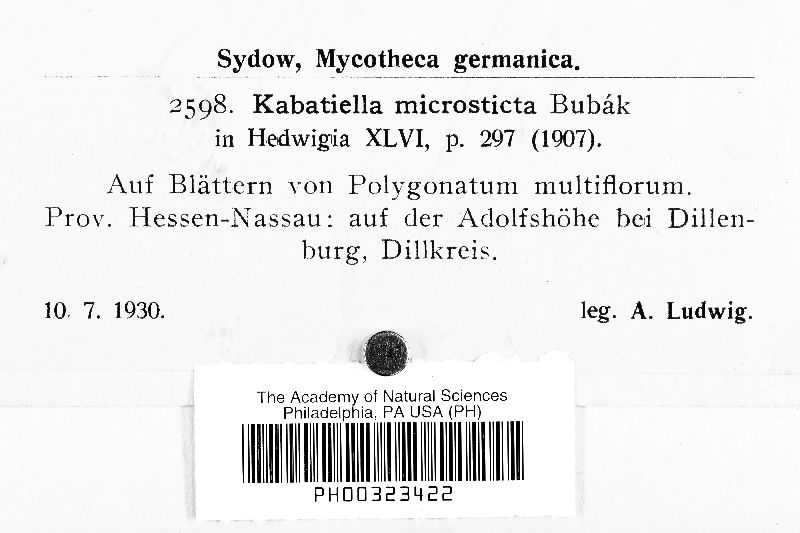 Sydow, Mycotheca germanica.
2598. Kabatiella microsticta Bubák
in Hedwigia XLVI, p. 297 (1907).
Auf Blättern von Polygonatum multiflorum.
Prov. Hessen-Nassau: auf der Adolfshöhe bei Dillen-
burg, Dillkreis.
10. 7. 1930. leg. A. Ludwig.
The Academy of Natural Sciences
Philadelphia, PA USA (PH)
PH00323422